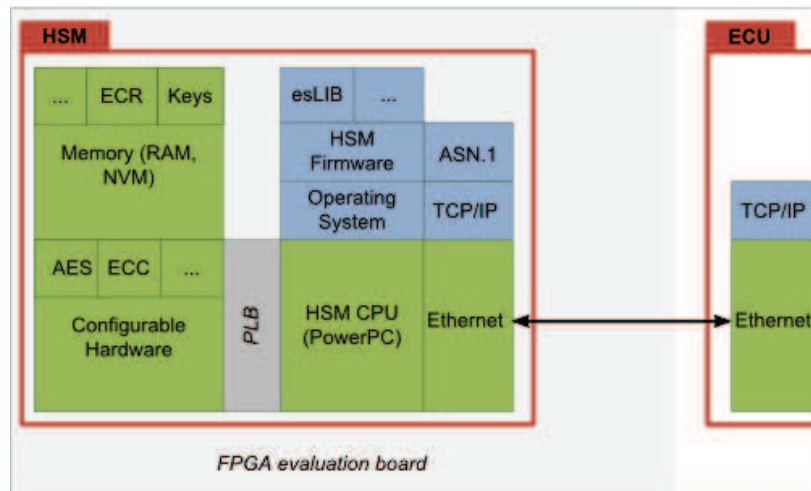 HSM
ECU
... ECR Keys
esLIB ...
Memory (RAM,
NVM)
HSM
Firmware
ASN.1
Operating
System
TCP/IP
TCP/IP
AES ECC ...
Configurable
Hardware
PLB
HSM CPU
(PowerPC)
Ethernet
Ethernet
FPGA evaluation board